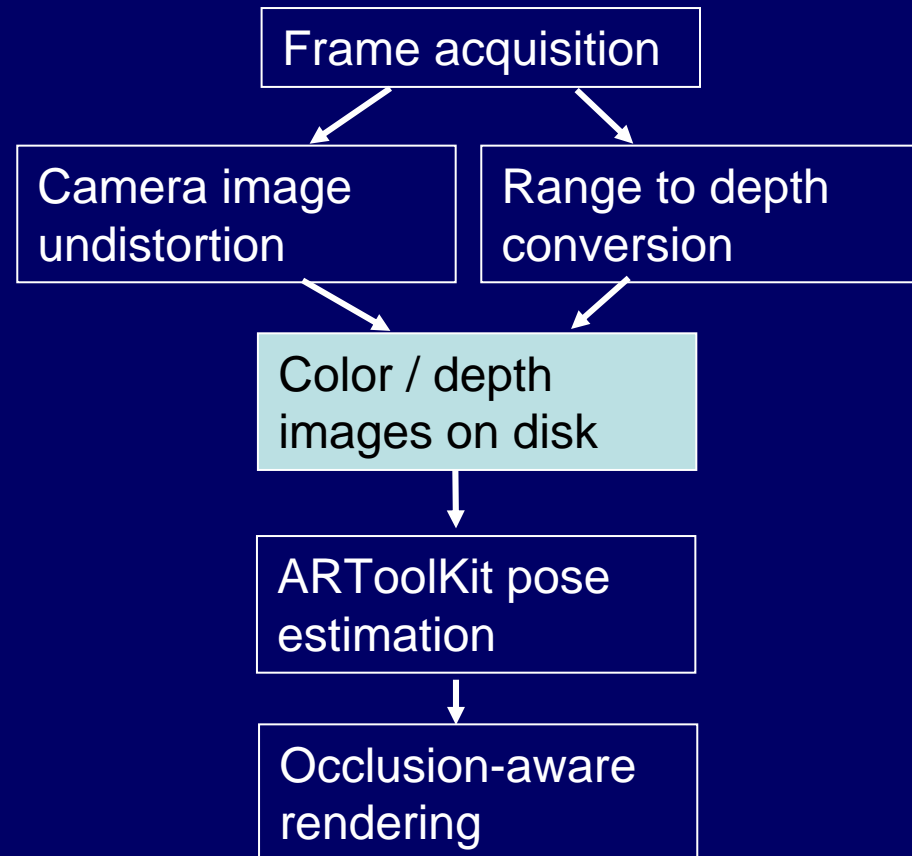 Frame acquisition
Camera image
undistortion
Range to depth
conversion
Color / depth
images on disk
ARToolKit pose
estimation
Occlusion-aware
rendering